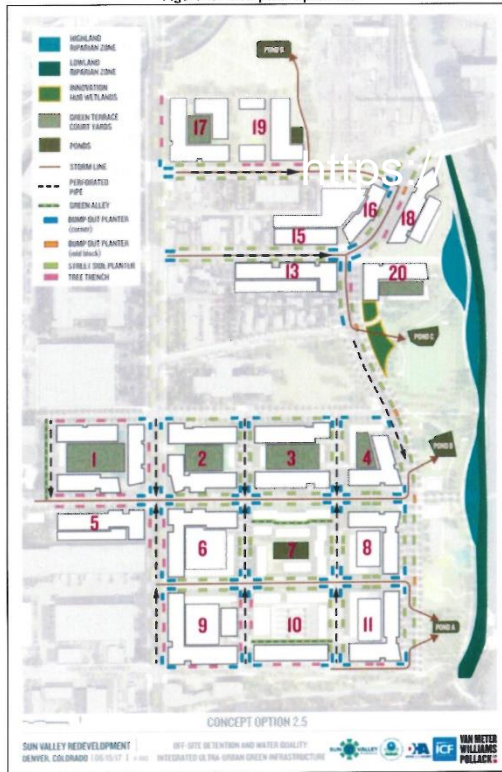 HIGHLAND
RIPARIAN ZONE
LOWLAND
RIPARIAN ZONE
INNOVATION
HUB WETLANDS
GREEN TERRACE
COURT YARDS
PONDS
STORM LINE
PERFORATED
PIPE
GREEN ALLEY
BUMP OUT PLANTER
(corner)
BUMP OUT PLANTER
(mid block)
STREET SIDE PLANTER
TREE TRENCH
17
19
https://
16
18
15
13
20
POND C
POND B
1
2
3
4
5
6
7
8
9
10
11
POND A
CONCEPT OPTION 2.5
SUN VALLEY REDEVELOPMENT
DENVER, COLORADO
OFF-SITE DETENTION AND WATER QUALITY
INTEGRATED ULTRA-URBAN GREEN INFRASTRUCTURE
SUN VALLEY
DHA
ICF
VAN METER
WILLIAMS
POLLACK